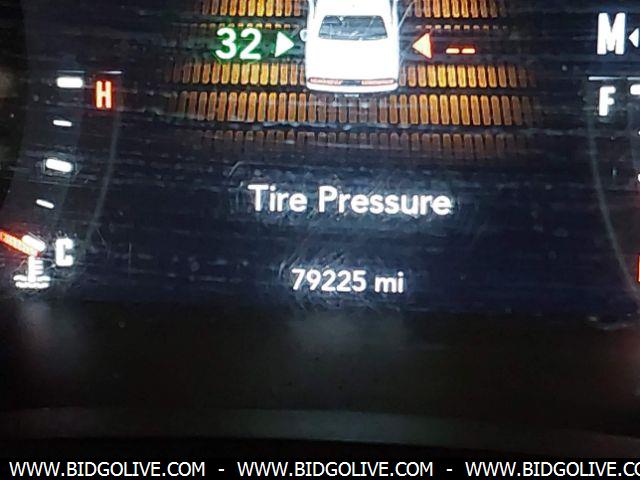 32 -- M
H F
Tire Pressure
C
79225 mi
WWW.BIDGOLIVE.COM - WWW.BIDGOLIVE.COM - WWW.BIDGOLIVE.CO